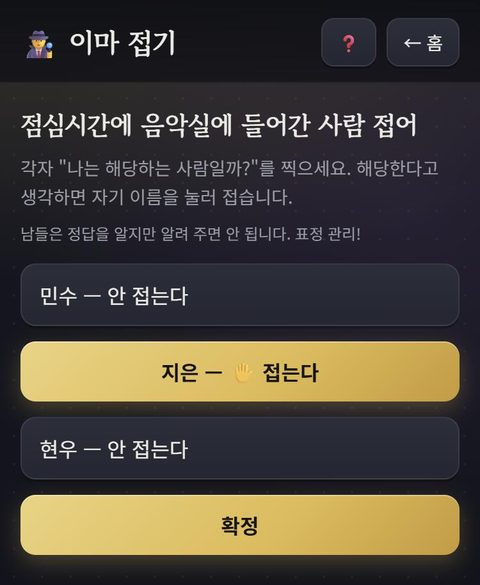 이마 접기
← 홈
점심시간에 음악실에 들어간 사람 접어
각자 "나는 해당하는 사람일까?"를 찍으세요. 해당한다고
생각하면 자기 이름을 눌러 접습니다.
남들은 정답을 알지만 알려 주면 안 됩니다. 표정 관리!
민수 — 안 접는다
지은 — 🖐 접는다
현우 — 안 접는다
확정